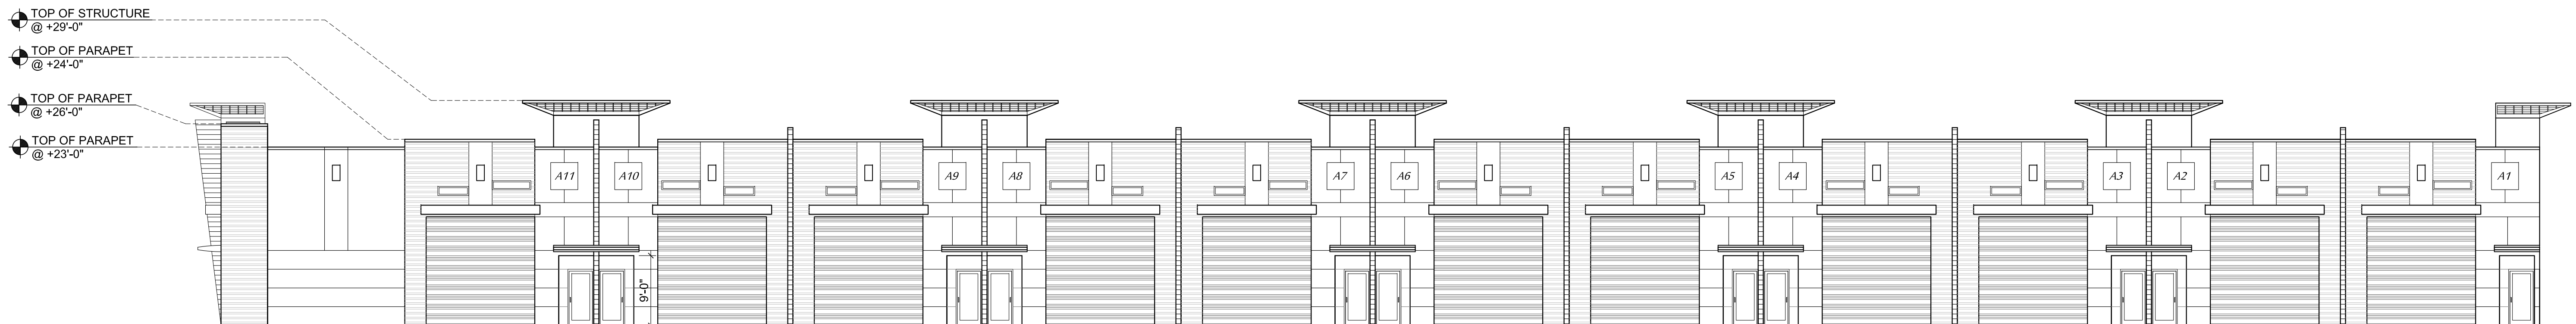 TOP OF STRUCTURE
@ +29'-0"
TOP OF PARAPET
@ +24'-0"
TOP OF PARAPET
@ +26'-0"
TOP OF PARAPET
@ +23'-0"
A11
A10
A9
A8
A7
A6
A5
A4
A3
A2
A1
9'-0"